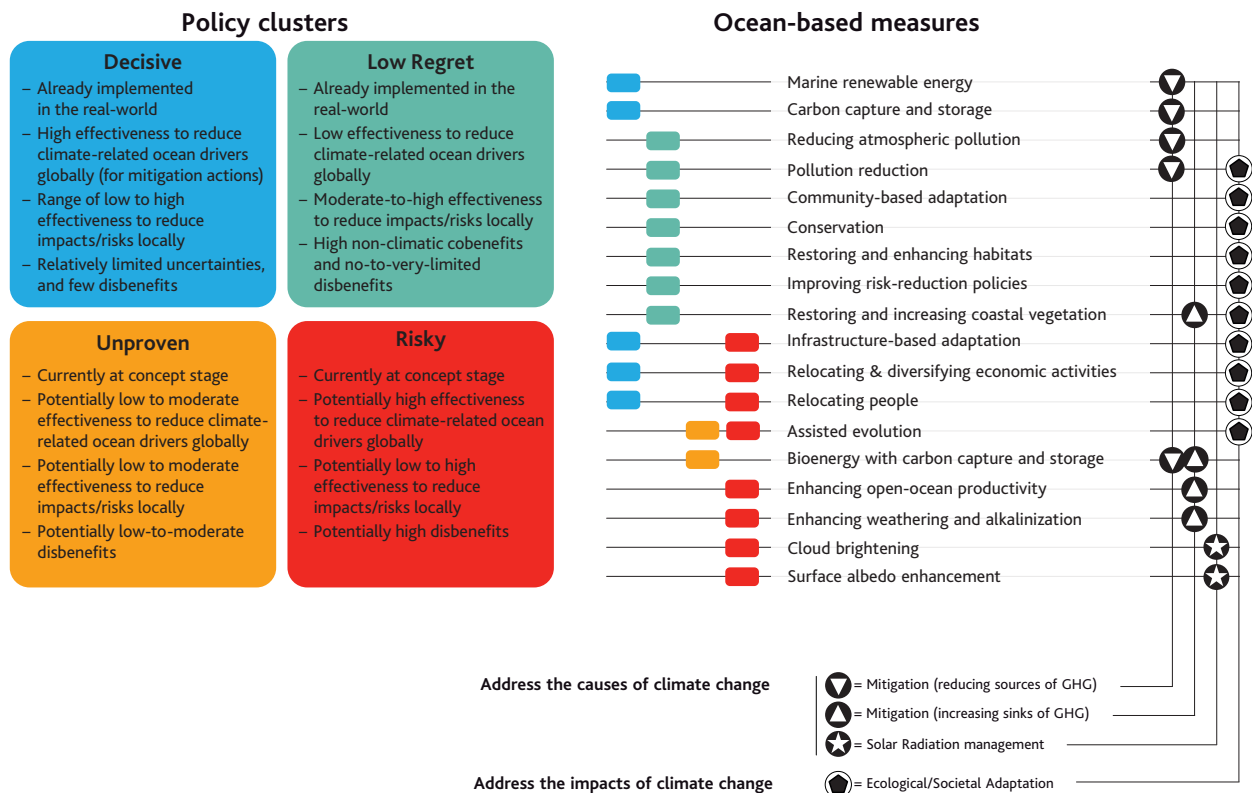 Policy clusters
Decisive
– Already implemented
in the real-world
– High effectiveness to reduce
climate-related ocean drivers
globally (for mitigation actions)
– Range of low to high
effectiveness to reduce
impacts/risks locally
– Relatively limited uncertainties,
and few disbenefits
Low Regret
– Already implemented in the
real-world
– Low effectiveness to reduce
climate-related ocean drivers
globally
– Moderate-to-high effectiveness
to reduce impacts/risks locally
– High non-climatic cobenefits
and no-to-very-limited
disbenefits
Unproven
– Currently at concept stage
– Potentially low to moderate
effectiveness to reduce climate-
related ocean drivers globally
– Potentially low to moderate
effectiveness to reduce
impacts/risks locally
– Potentially low-to-moderate
disbenefits
Risky
– Currently at concept stage
– Potentially high effectiveness
to reduce climate-related ocean
drivers globally
– Potentially low to high
effectiveness to reduce
impacts/risks locally
– Potentially high disbenefits
Ocean-based measures
Marine renewable energy
Carbon capture and storage
Reducing atmospheric pollution
Pollution reduction
Community-based adaptation
Conservation
Restoring and enhancing habitats
Improving risk-reduction policies
Restoring and increasing coastal vegetation
Infrastructure-based adaptation
Relocating & diversifying economic activities
Relocating people
Assisted evolution
Bioenergy with carbon capture and storage
Enhancing open-ocean productivity
Enhancing weathering and alkalinization
Cloud brightening
Surface albedo enhancement
Address the causes of climate change
= Mitigation (reducing sources of GHG)
= Mitigation (increasing sinks of GHG)
= Solar Radiation management
Address the impacts of climate change
= Ecological/Societal Adaptation